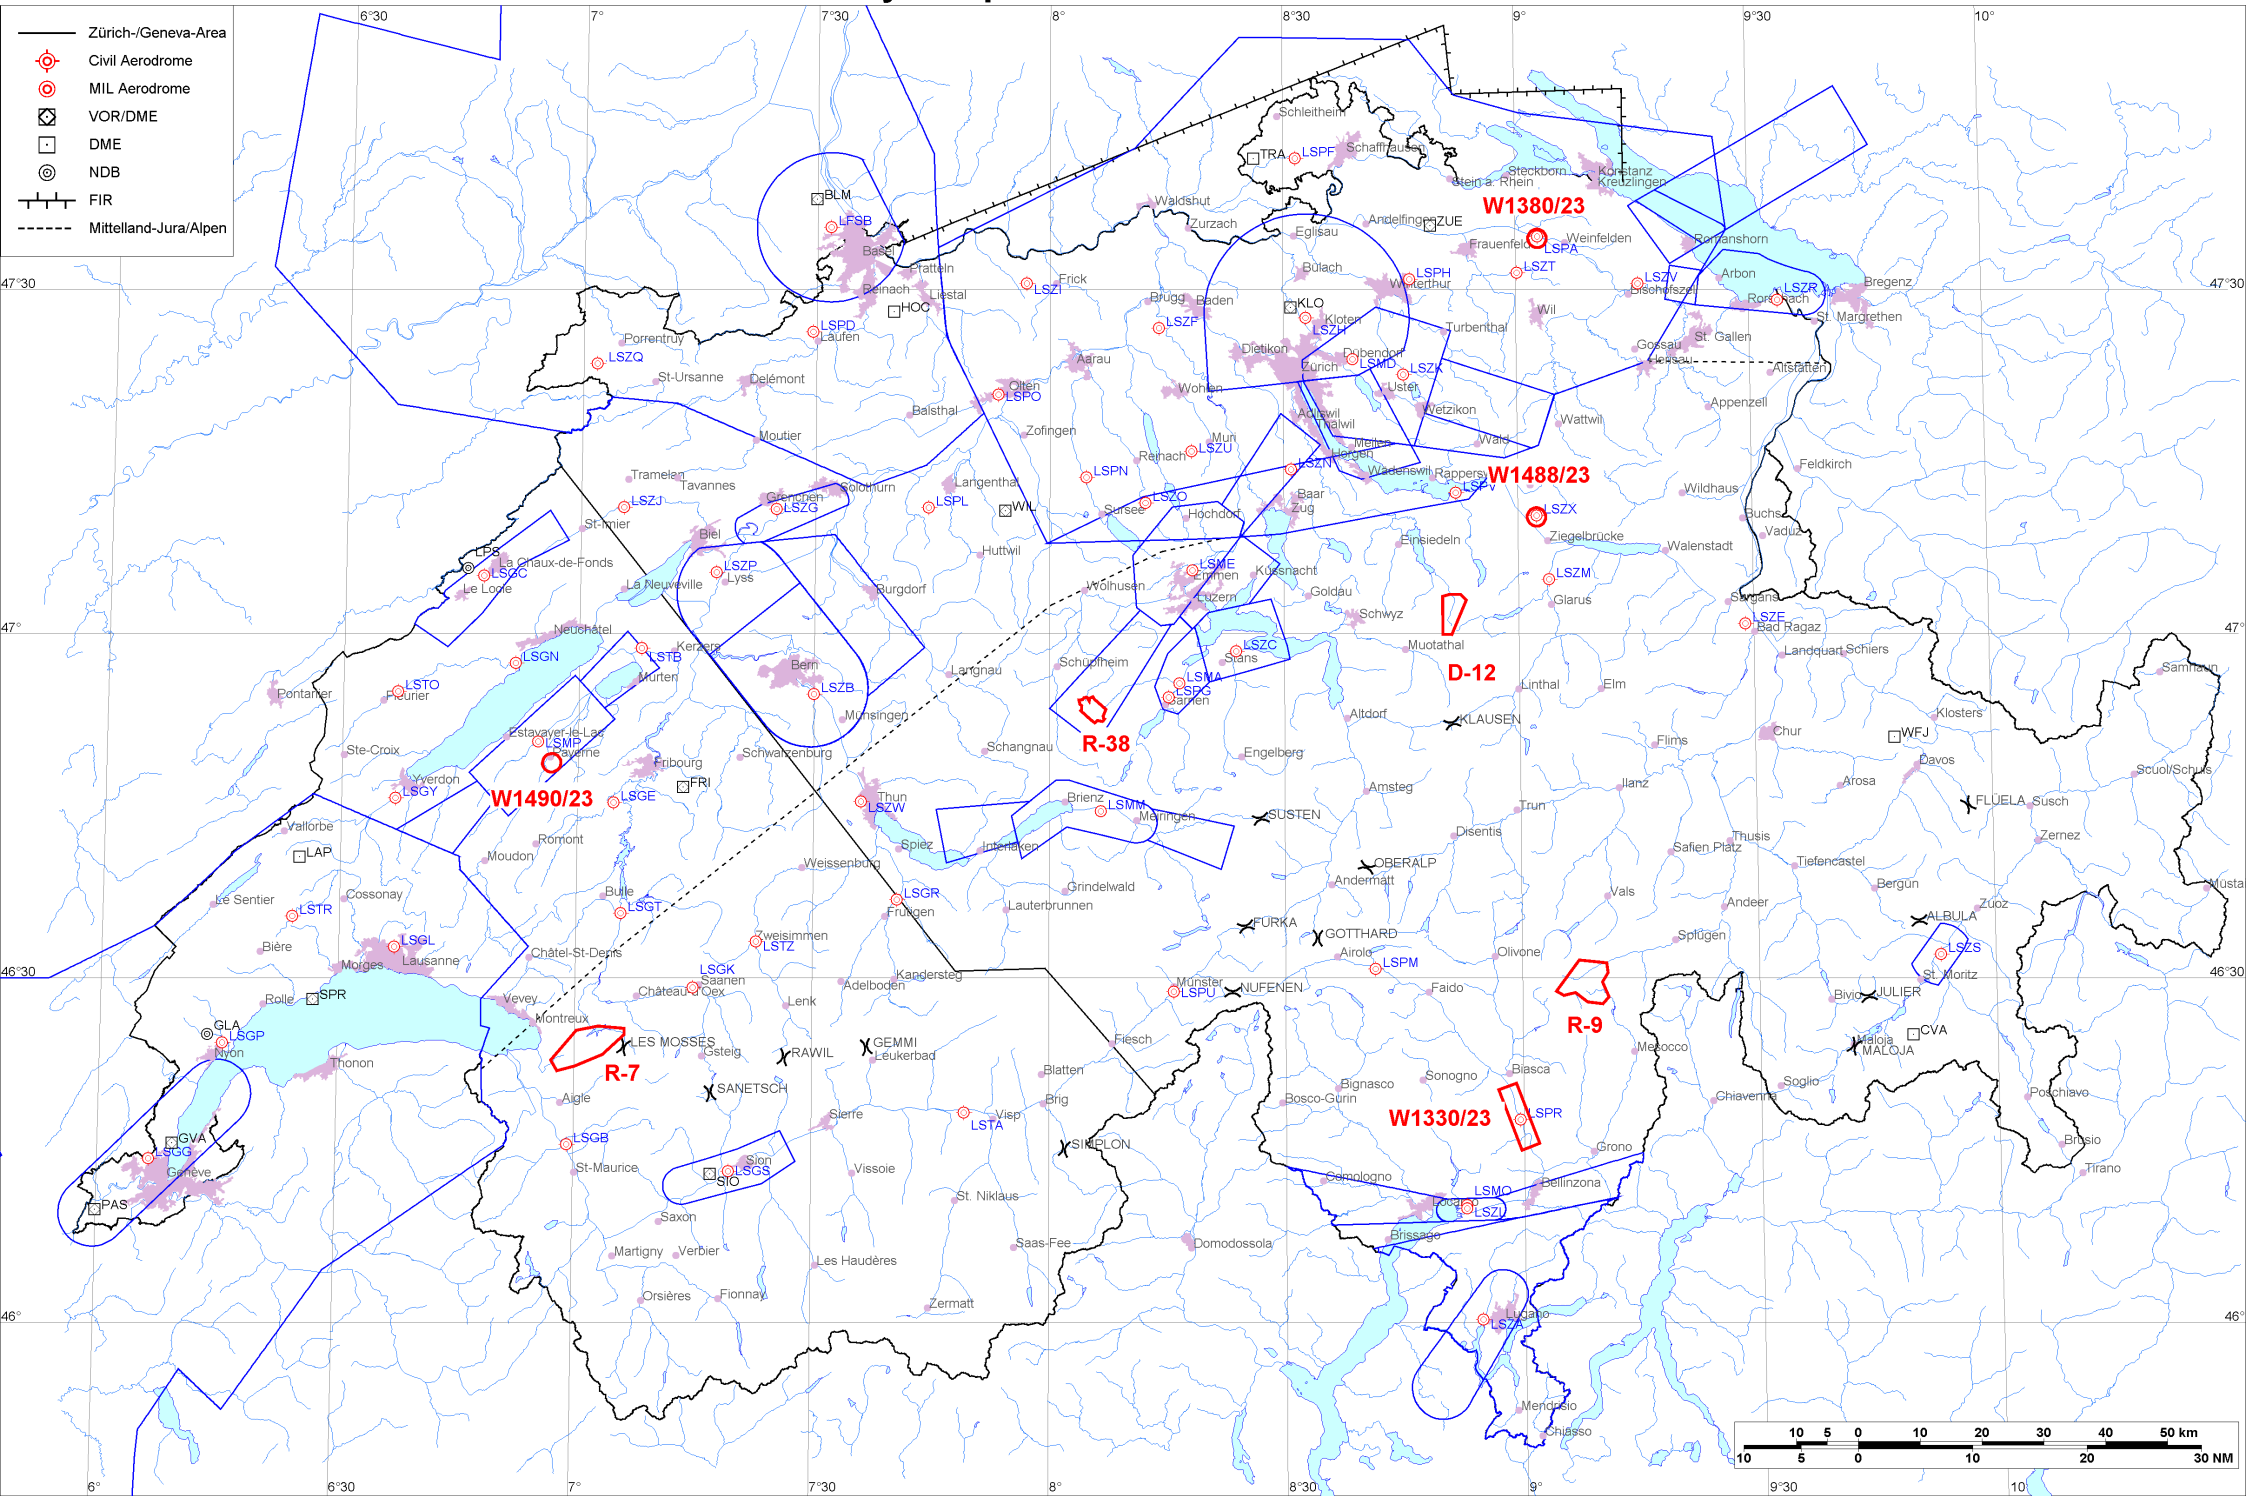 6°30
7°
7°30
8°
8°30
9°
9°30
10°
Zürich-/Geneva-Area
Civil Aerodrome
MIL Aerodrome
VOR/DME
DME
NDB
FIR
Mittelland-Jura/Alpen
Schleitheim
TRA
LSPF
Schaffhausen
Steckborn
Stein a. Rhein
Konstanz
Kreuzlingen
BLM
LFSB
Basel
Waldshut
Zurzach
Eglisau
Andelfingen
ZUE
W1380/23
Frauenfeld
LSPA
Weinfelden
Romanshorn
Pratteln
Reinach
Liestal
HOC
LSZI
Frick
Bülach
LSPH
Winterthur
LSZT
LSZV
Bischofszell
Arbon
LSZR
Rorschach
Bregenz
47°30
47°30
St. Margrethen
LSPD
Laufen
Brugg
Baden
LSZF
KLO
Kloten
LSZH
Turbenthal
Wil
St. Gallen
Gossau
Herisau
Altstätten
Porrentruy
LSZQ
St-Ursanne
Delémont
Aarau
Dietikon
Zürich
Dübendorf
LSMD
LSZK
Uster
Olten
LSPO
Wohlen
Wetzikon
Appenzell
Balsthal
Zofingen
Adliswil
Thalwil
Wattwil
Moutier
Muri
LSZU
Reinach
Meilen
Horgen
Wald
Tramelan
Tavannes
LSPN
LSZN
Wädenswil
W1488/23
Feldkirch
Wildhaus
LSZJ
Grenchen
Solothurn
LSZG
Langenthal
LSPL
WIL
LSZO
Sursee
Hochdorf
Baar
Zug
LSZX
Ziegelbrücke
Buchs
Vaduz
St-Imier
Biel
Huttwil
Einsiedeln
Walenstadt
LPS
La Chaux-de-Fonds
LSGC
Le Locle
LSZP
Lyss
La Neuveville
Burgdorf
Wolhusen
LSME
Emmen
Luzern
Küssnacht
Goldau
Schwyz
LSZM
Glarus
Sargans
LSZE
Bad Ragaz
Neuchâtel
47°
47°
LSGN
LSTB
Kerzers
Murten
Bern
LSZB
Langnau
Schüpfheim
LSZC
Stans
Muotathal
D-12
Landquart
Schiers
Samnaun
LSTO
Fleurier
Pontarlier
LSMA
LSPG
Sarnen
Linthal
Elm
Münsingen
R-38
Altdorf
KLAUSEN
Klosters
Ste-Croix
Estavayer-le-Lac
LSMP
Payerne
Fribourg
Schwarzenburg
Schangnau
Engelberg
Flims
Chur
WFJ
Davos
Scuol/Schuls
Yverdon
LSGY
W1490/23
LSGE
FRI
Thun
LSZW
Brienz
LSMM
Meiringen
SUSTEN
Amsteg
Ilanz
Trun
Arosa
FLÜELA
Susch
Vallorbe
LAP
Romont
Moudon
Weissenburg
Spiez
Interlaken
Disentis
Thusis
Safien Platz
Tiefencastel
Zernez
OBERALP
Andermatt
Bergün
Le Sentier
Cossonay
LSTR
Bulle
LSGT
LSGR
Frutigen
Grindelwald
Lauterbrunnen
Vals
Andeer
Zuoz
ALBULA
FURKA
GOTTHARD
Airolo
Splügen
LSZS
St. Moritz
Bière
LSGL
Lausanne
Morges
Châtel-St-Denis
Zweisimmen
LSTZ
LSGK
Saanen
Château-d'Oex
Kandersteg
Adelboden
Münster
LSPU
NUFENEN
LSPM
Faido
Olivone
46°30
46°30
Rolle
SPR
Vevey
Montreux
Lenk
R-9
Bivio
JULIER
GLA
LSGP
Nyon
Thonon
LES MOSSES
Gsteig
RAWIL
GEMMI
Leukerbad
Fiesch
Mesocco
Maloja
MALOJA
CVA
R-7
SANETSCH
Blatten
Bignasco
Sonogno
Biasca
Soglio
Chiavenna
Poschiavo
Aigle
Sierre
LSTA
Visp
Brig
Bosco-Gurin
W1330/23
LSPR
GVA
LSGG
Genève
PAS
LSGB
St-Maurice
Sion
LSGS
SIO
Vissoie
SIMPLON
Grono
Brusio
Tirano
Comologno
LSMO
Bellinzona
Locarno
LSZL
Brissago
St. Niklaus
Saxon
Martigny
Verbier
Les Haudères
Saas-Fee
Domodossola
Orsières
Fionnay
Zermatt
46°
46°
Lugano
LSZA
Mendrisio
Chiasso
10 5 0 10 20 30 40 50 km
10 5 0 10 20 30 NM
6°
6°30
7°
7°30
8°
8°30
9°
9°30